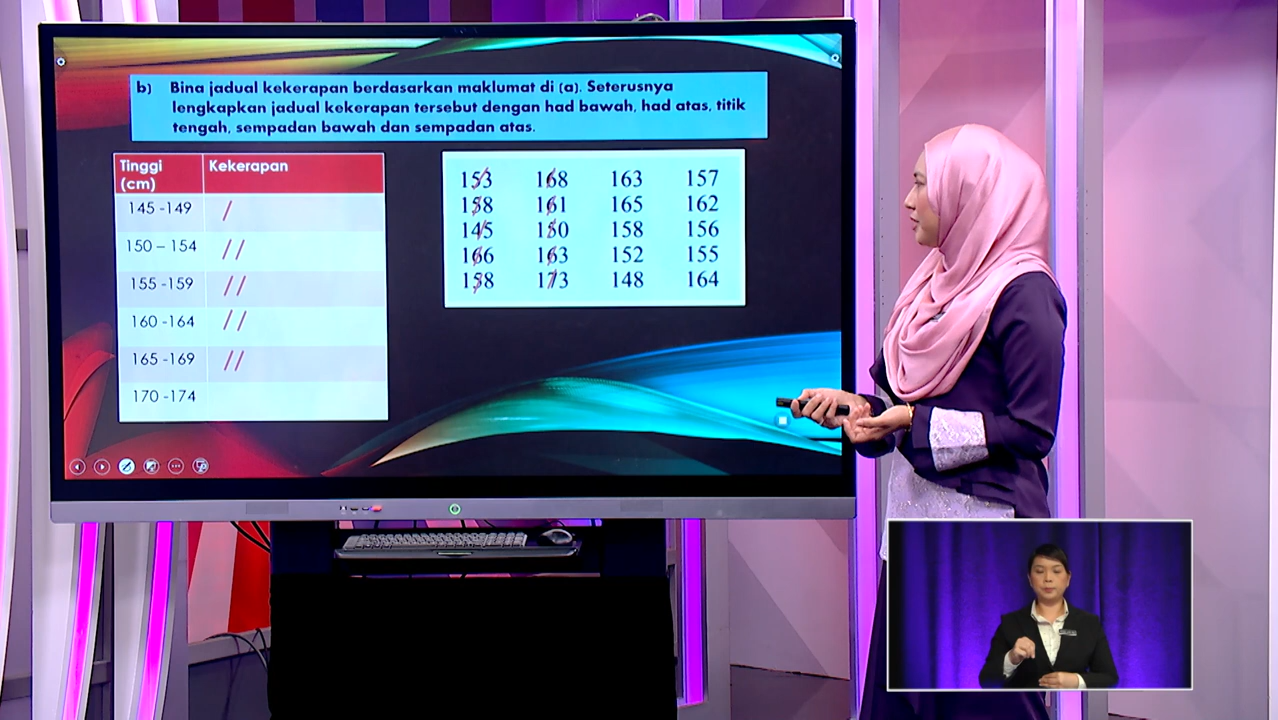 b) Bina jadual kekerapan berdasarkan maklumat di (a). Seterusnya
lengkapkan jadual kekerapan tersebut dengan had bawah, had atas, titik
tengah, sempadan bawah dan sempadan atas.
Tinggi (cm) Kekerapan
145 -149 /
150 – 154 //
155 -159 //
160 -164 //
165 -169 //
170 -174
153 168 163 157
158 161 165 162
145 150 158 156
166 163 152 155
158 173 148 164